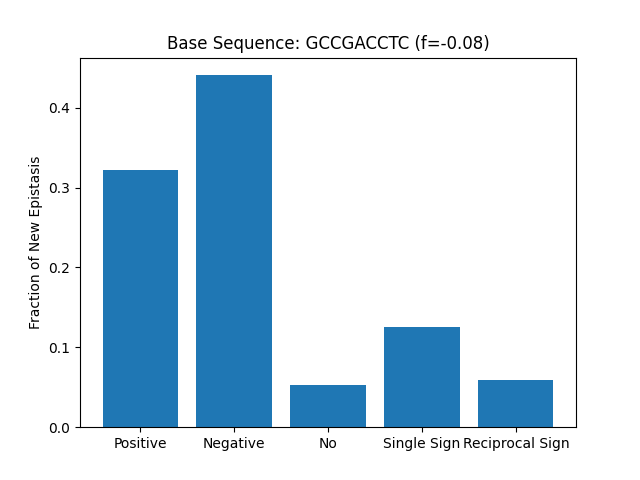 Base Sequence: GCCGACCTC (f=-0.08)
Fraction of New Epistasis
0.4
0.3
0.2
0.1
0.0
Positive Negative No Single Sign Reciprocal Sign